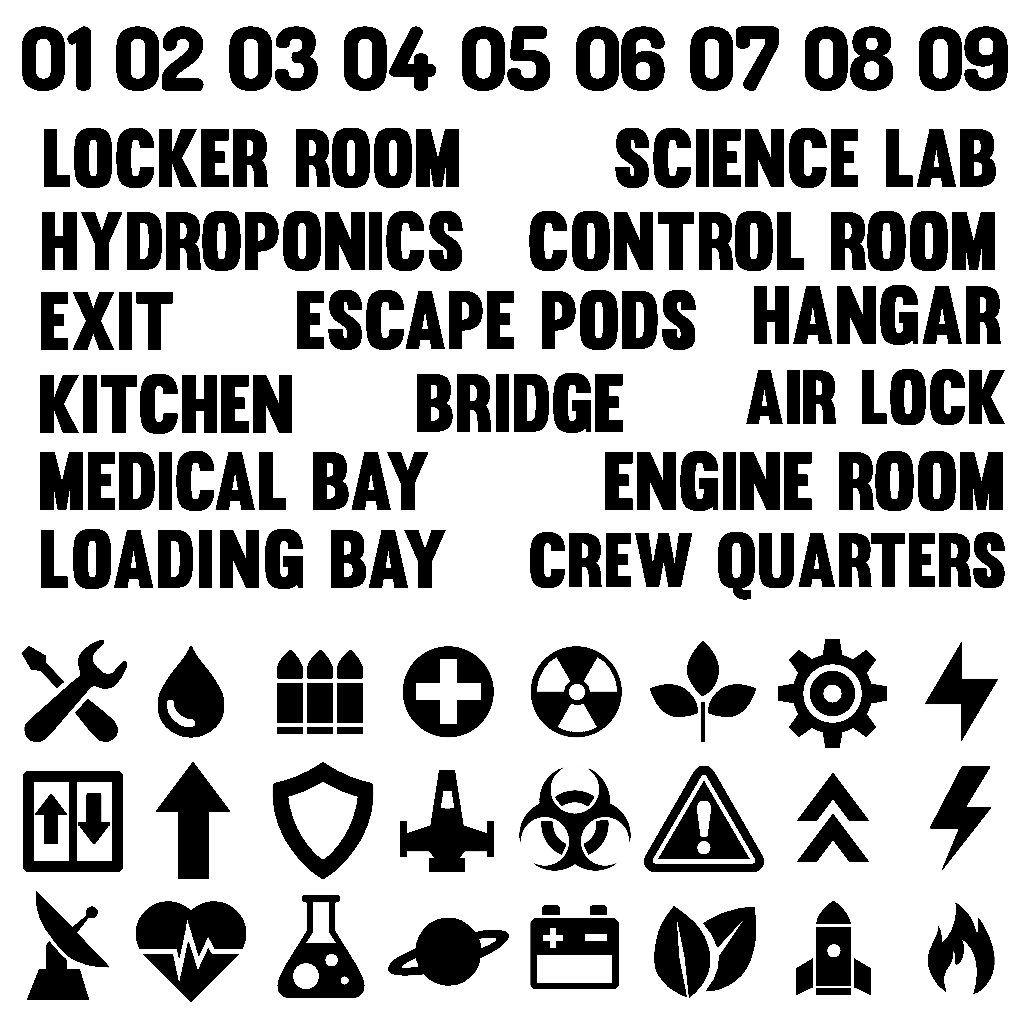 01 02 03 04 05 06 07 08 09
LOCKER ROOM SCIENCE LAB
HYDROPONICS CONTROL ROOM
EXIT ESCAPE PODS HANGAR
KITCHEN BRIDGE AIR LOCK
MEDICAL BAY ENGINE ROOM
LOADING BAY CREW QUARTERS